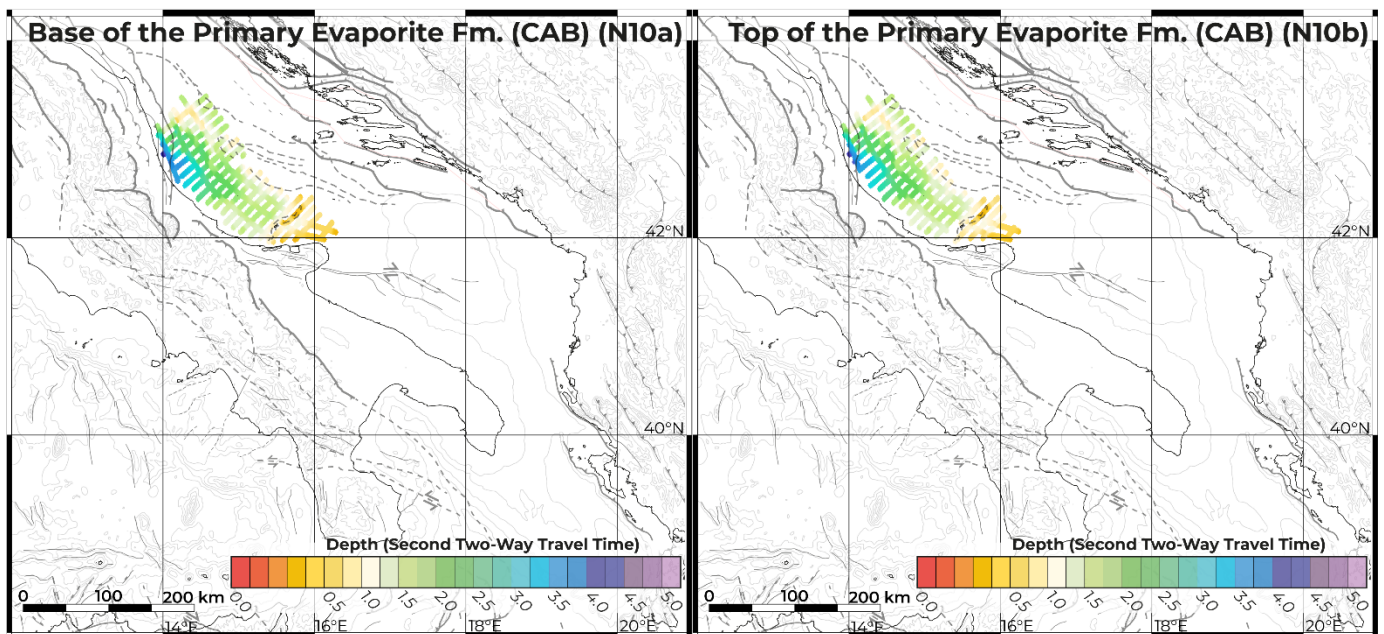 Base of the Primary Evaporite Fm. (CAB) (N10a)
42°N
40°N
Depth (Second Two-Way Travel Time)
0.0 0.5 1.0 1.5 2.0 2.5 3.0 3.5 4.0 4.5 5.0
0 100 200 km
14°E 16°E 18°E 20°E
Top of the Primary Evaporite Fm. (CAB) (N10b)
42°N
40°N
Depth (Second Two-Way Travel Time)
0.0 0.5 1.0 1.5 2.0 2.5 3.0 3.5 4.0 4.5 5.0
0 100 200 km
14°E 16°E 18°E 20°E